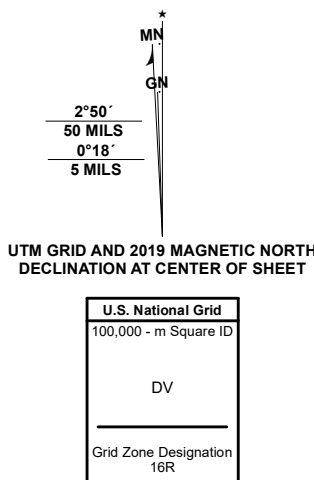 MN
GN
2°50´
50 MILS
0°18´
5 MILS
UTM GRID AND 2019 MAGNETIC NORTH
DECLINATION AT CENTER OF SHEET
U.S. National Grid
100,000 - m Square ID
DV
Grid Zone Designation
16R